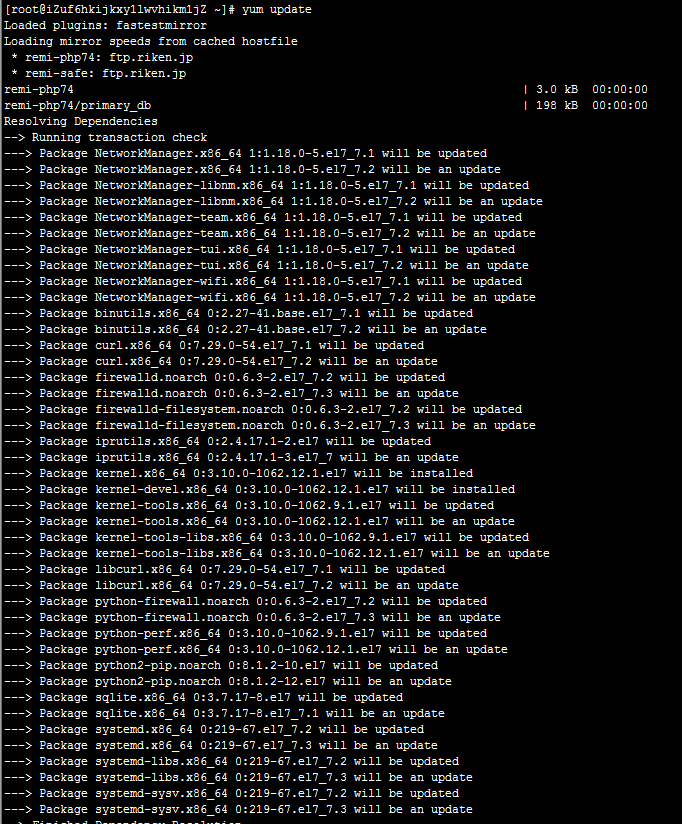 [root@iZuf6hkijkxy1lwvhikm1jZ ~]# yum update
Loaded plugins: fastestmirror
Loading mirror speeds from cached hostfile
 * remi-php74: ftp.riken.jp
 * remi-safe: ftp.riken.jp
remi-php74 | 3.0 kB 00:00:00
remi-php74/primary_db | 198 kB 00:00:00
Resolving Dependencies
--> Running transaction check
---> Package NetworkManager.x86_64 1:1.18.0-5.el7_7.1 will be updated
---> Package NetworkManager.x86_64 1:1.18.0-5.el7_7.2 will be an update
---> Package NetworkManager-libnm.x86_64 1:1.18.0-5.el7_7.1 will be updated
---> Package NetworkManager-libnm.x86_64 1:1.18.0-5.el7_7.2 will be an update
---> Package NetworkManager-team.x86_64 1:1.18.0-5.el7_7.1 will be updated
---> Package NetworkManager-team.x86_64 1:1.18.0-5.el7_7.2 will be an update
---> Package NetworkManager-tui.x86_64 1:1.18.0-5.el7_7.1 will be updated
---> Package NetworkManager-tui.x86_64 1:1.18.0-5.el7_7.2 will be an update
---> Package NetworkManager-wifi.x86_64 1:1.18.0-5.el7_7.1 will be updated
---> Package NetworkManager-wifi.x86_64 1:1.18.0-5.el7_7.2 will be an update
---> Package binutils.x86_64 0:2.27-41.base.el7_7.1 will be updated
---> Package binutils.x86_64 0:2.27-41.base.el7_7.2 will be an update
---> Package curl.x86_64 0:7.29.0-54.el7_7.1 will be updated
---> Package curl.x86_64 0:7.29.0-54.el7_7.2 will be an update
---> Package firewalld.noarch 0:0.6.3-2.el7_7.2 will be updated
---> Package firewalld.noarch 0:0.6.3-2.el7_7.3 will be an update
---> Package firewalld-filesystem.noarch 0:0.6.3-2.el7_7.2 will be updated
---> Package firewalld-filesystem.noarch 0:0.6.3-2.el7_7.3 will be an update
---> Package iprutils.x86_64 0:2.4.17.1-2.el7 will be updated
---> Package iprutils.x86_64 0:2.4.17.1-3.el7_7 will be an update
---> Package kernel.x86_64 0:3.10.0-1062.12.1.el7 will be installed
---> Package kernel-devel.x86_64 0:3.10.0-1062.12.1.el7 will be installed
---> Package kernel-tools.x86_64 0:3.10.0-1062.9.1.el7 will be updated
---> Package kernel-tools.x86_64 0:3.10.0-1062.12.1.el7 will be an update
---> Package kernel-tools-libs.x86_64 0:3.10.0-1062.9.1.el7 will be updated
---> Package kernel-tools-libs.x86_64 0:3.10.0-1062.12.1.el7 will be an update
---> Package libcurl.x86_64 0:7.29.0-54.el7_7.1 will be updated
---> Package libcurl.x86_64 0:7.29.0-54.el7_7.2 will be an update
---> Package python-firewall.noarch 0:0.6.3-2.el7_7.2 will be updated
---> Package python-firewall.noarch 0:0.6.3-2.el7_7.3 will be an update
---> Package python-perf.x86_64 0:3.10.0-1062.9.1.el7 will be updated
---> Package python-perf.x86_64 0:3.10.0-1062.12.1.el7 will be an update
---> Package python2-pip.noarch 0:8.1.2-10.el7 will be updated
---> Package python2-pip.noarch 0:8.1.2-12.el7 will be an update
---> Package sqlite.x86_64 0:3.7.17-8.el7 will be updated
---> Package sqlite.x86_64 0:3.7.17-8.el7_7.1 will be an update
---> Package systemd.x86_64 0:219-67.el7_7.2 will be updated
---> Package systemd.x86_64 0:219-67.el7_7.3 will be an update
---> Package systemd-libs.x86_64 0:219-67.el7_7.2 will be updated
---> Package systemd-libs.x86_64 0:219-67.el7_7.3 will be an update
---> Package systemd-sysv.x86_64 0:219-67.el7_7.2 will be updated
---> Package systemd-sysv.x86_64 0:219-67.el7_7.3 will be an update
--> Finished Dependency Resolution